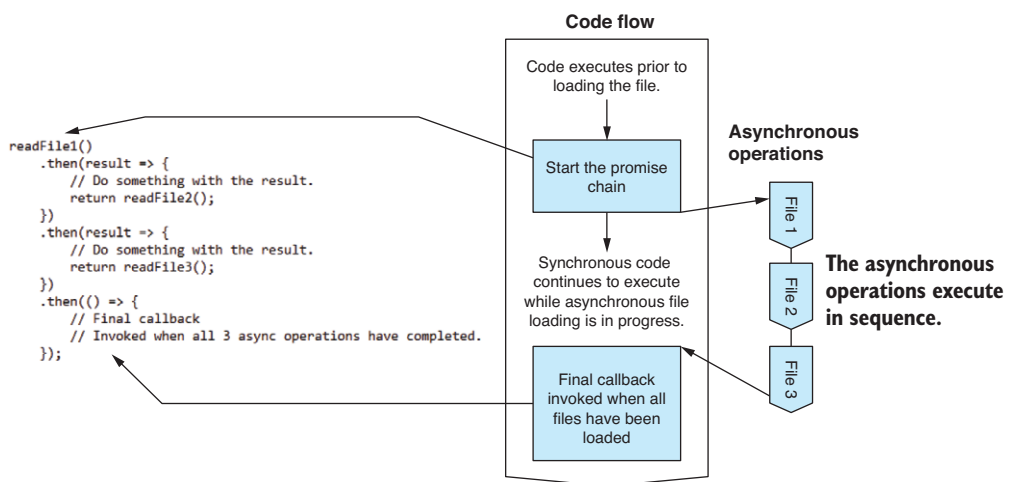 Code flow
Code executes prior to
loading the file.
Start the promise
chain
Synchronous code
continues to execute
while asynchronous file
loading is in progress.
Final callback
invoked when all
files have been
loaded
readFile1()
.then(result => {
// Do something with the result.
return readFile2();
})
.then(result => {
// Do something with the result.
return readFile3();
})
.then(() => {
// Final callback
// Invoked when all 3 async operations have completed.
});
Asynchronous
operations
File 1
File 2
File 3
The asynchronous
operations execute
in sequence.